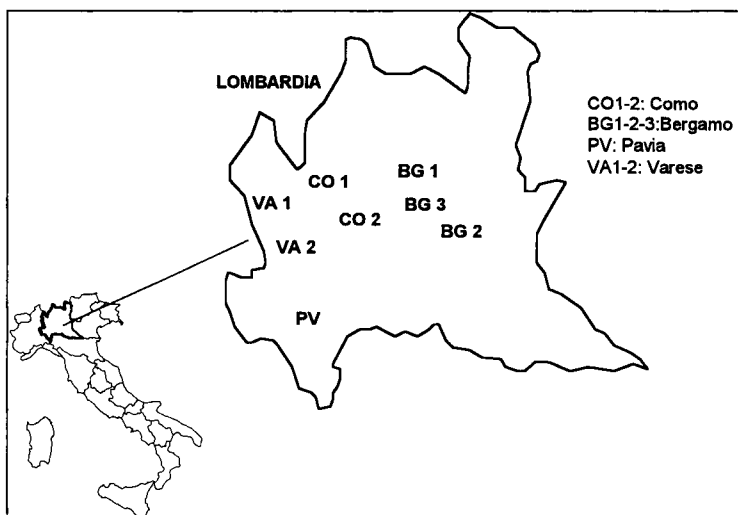 LOMBARDIA
CO1-2: Como
BG1-2-3:Bergamo
PV: Pavia
VA1-2: Varese
CO 1
BG 1
VA 1
BG 3
CO 2
BG 2
VA 2
PV